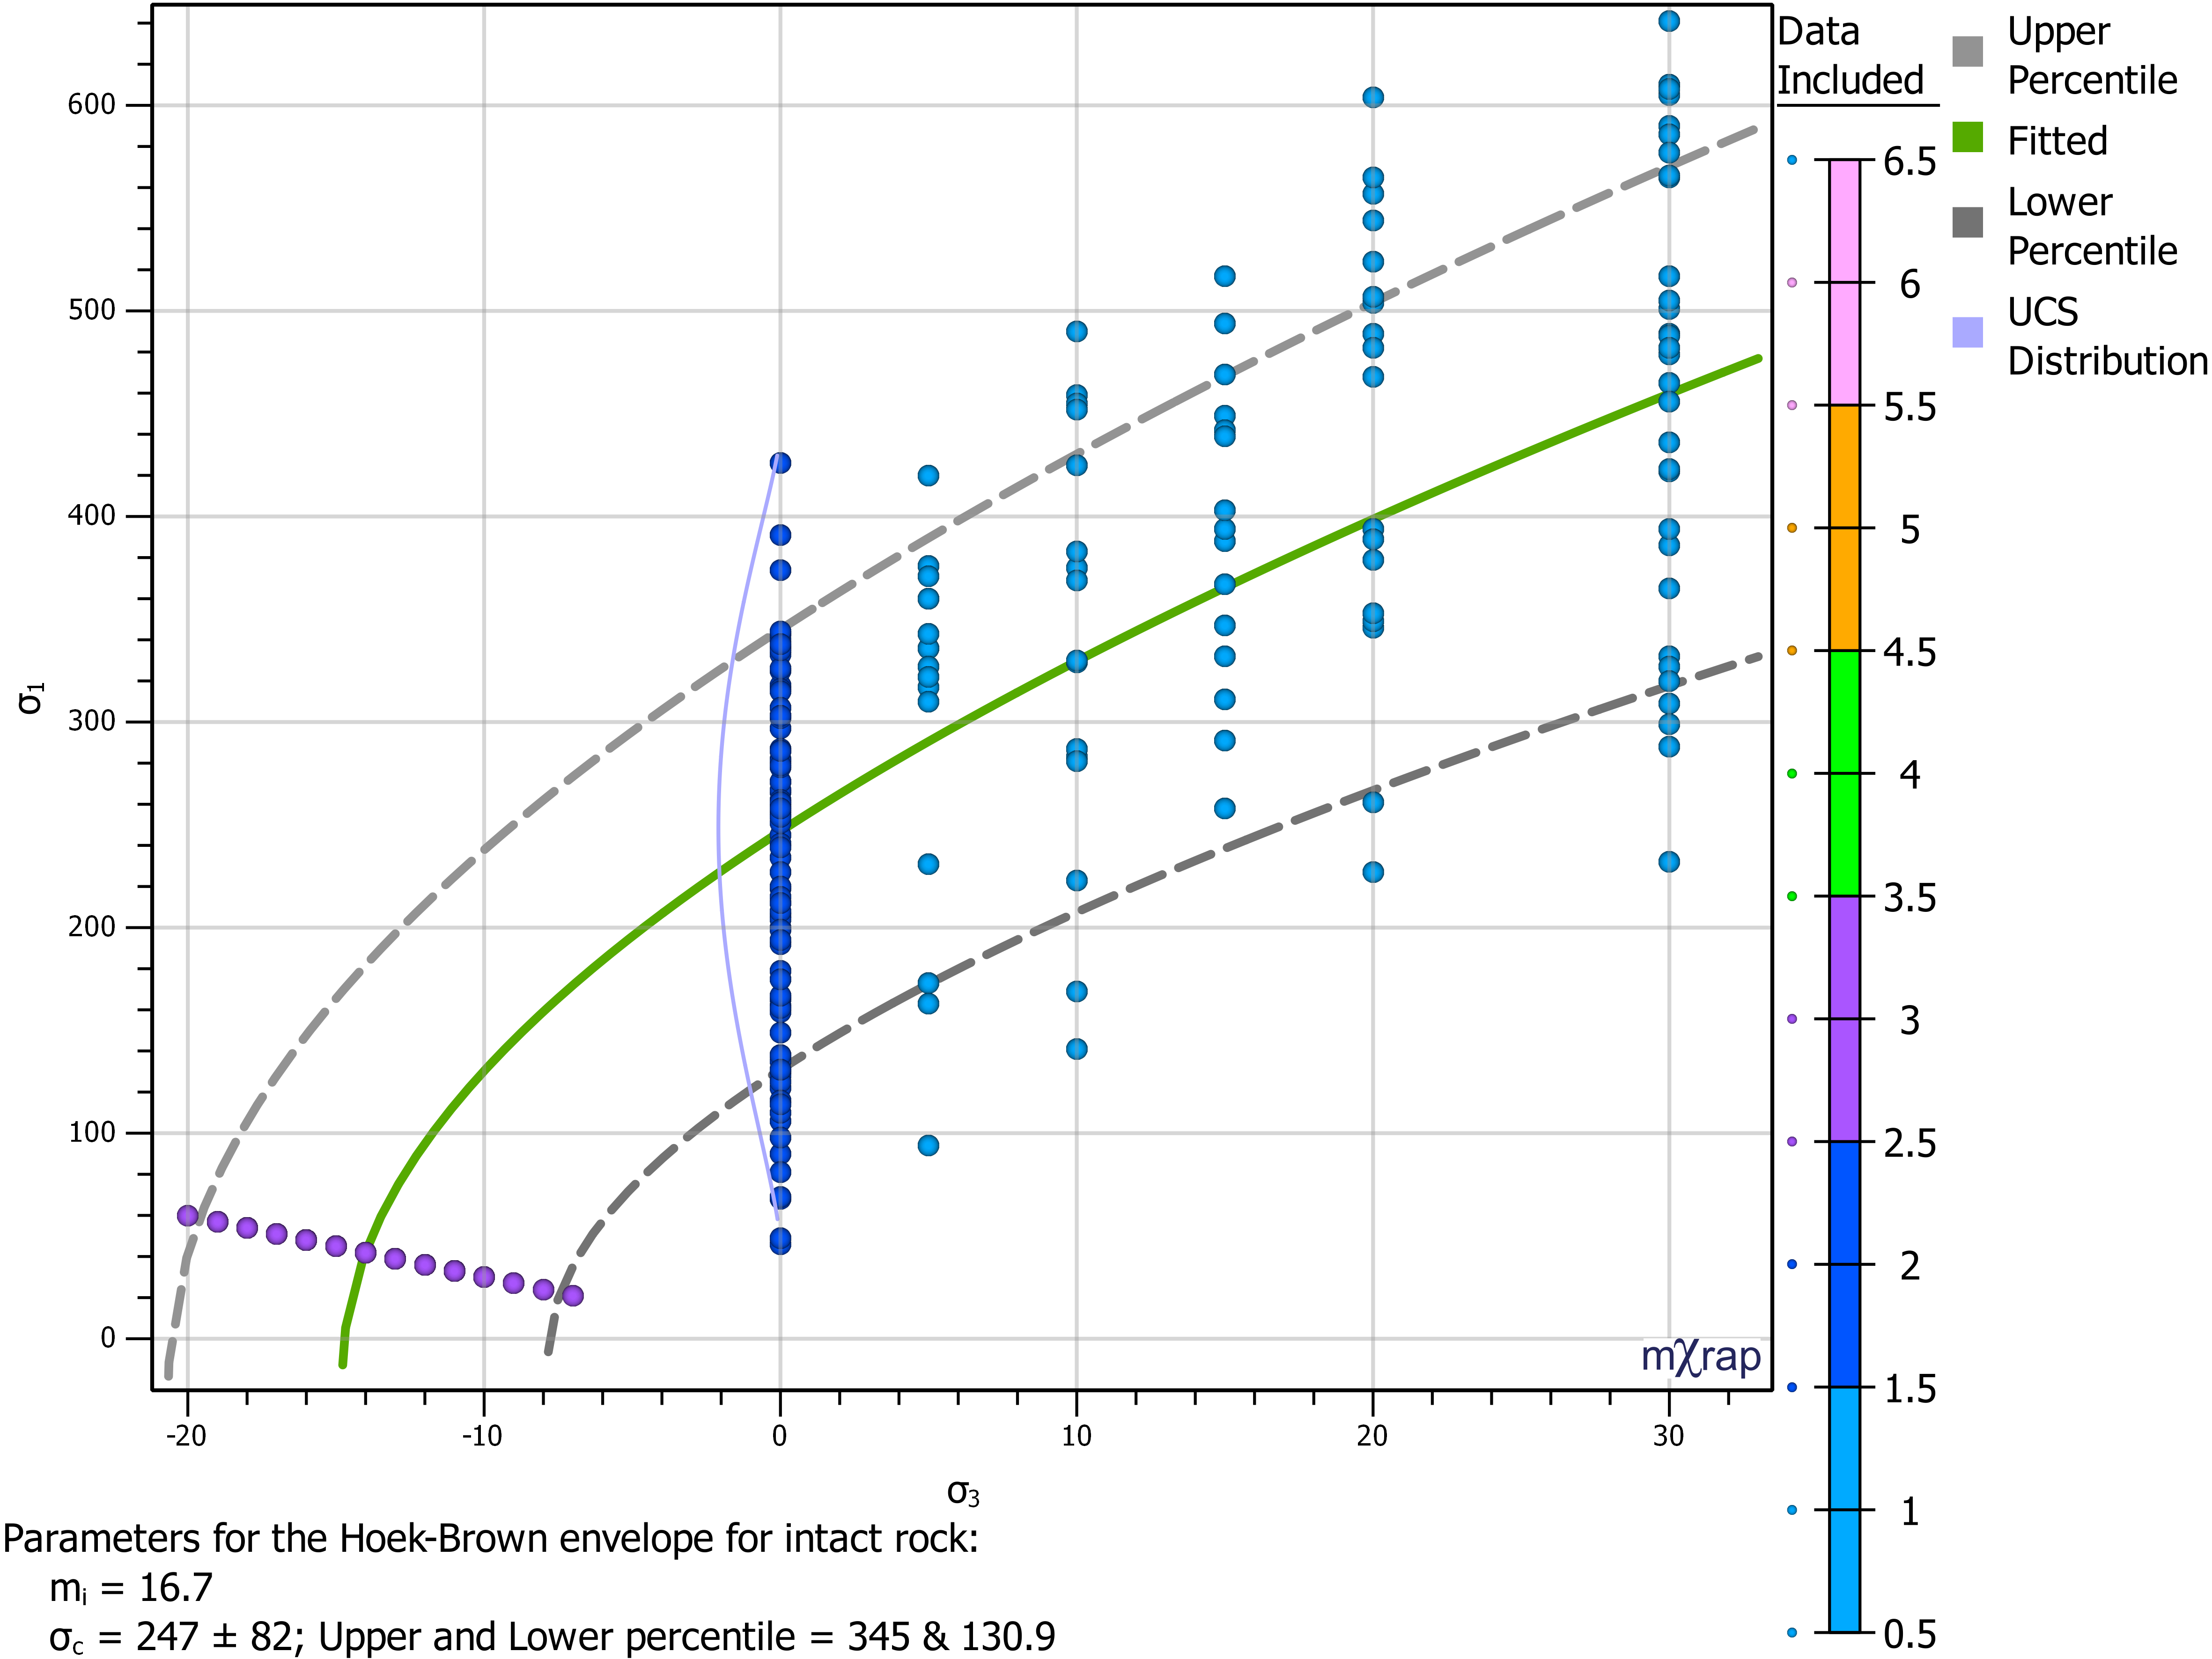 600
500
400
300
200
100
0
σ1
-20
-10
0
10
20
30
σ3
mχrap
Data
Included
6.5
6
5.5
5
4.5
4
3.5
3
2.5
2
1.5
1
0.5
Upper
Percentile
Fitted
Lower
Percentile
UCS
Distribution
Parameters for the Hoek-Brown envelope for intact rock:
mi = 16.7
σc = 247 ± 82; Upper and Lower percentile = 345 & 130.9